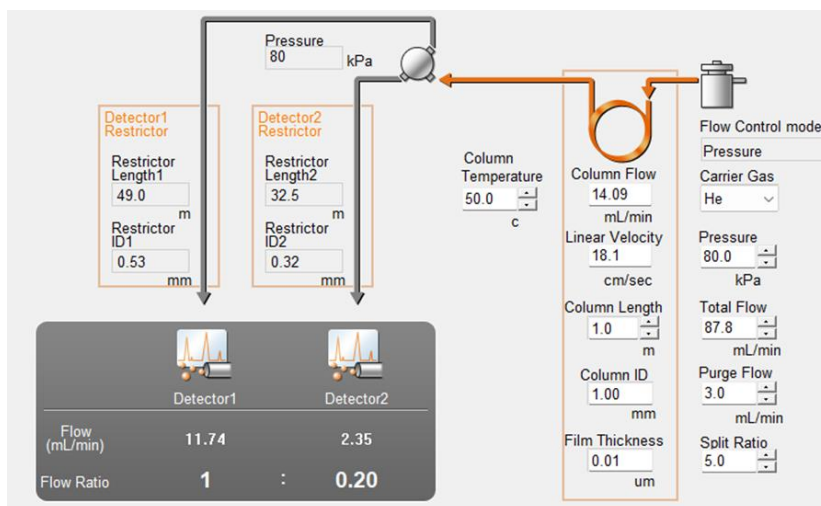 Pressure
80 kPa
Detector1
Restrictor
Restrictor
Length1
49.0
m
Restrictor
ID1
0.53
mm
Detector2
Restrictor
Restrictor
Length2
32.5
m
Restrictor
ID2
0.32
mm
Column
Temperature
50.0
c
Column Flow
14.09
mL/min
Linear Velocity
18.1
cm/sec
Column Length
1.0
m
Column ID
1.00
mm
Film Thickness
0.01
um
Flow Control mode
Pressure
Carrier Gas
He
Pressure
80.0
kPa
Total Flow
87.8
mL/min
Purge Flow
3.0
mL/min
Split Ratio
5.0
Detector1 Detector2
Flow
(mL/min)
11.74 2.35
Flow Ratio 1 : 0.20